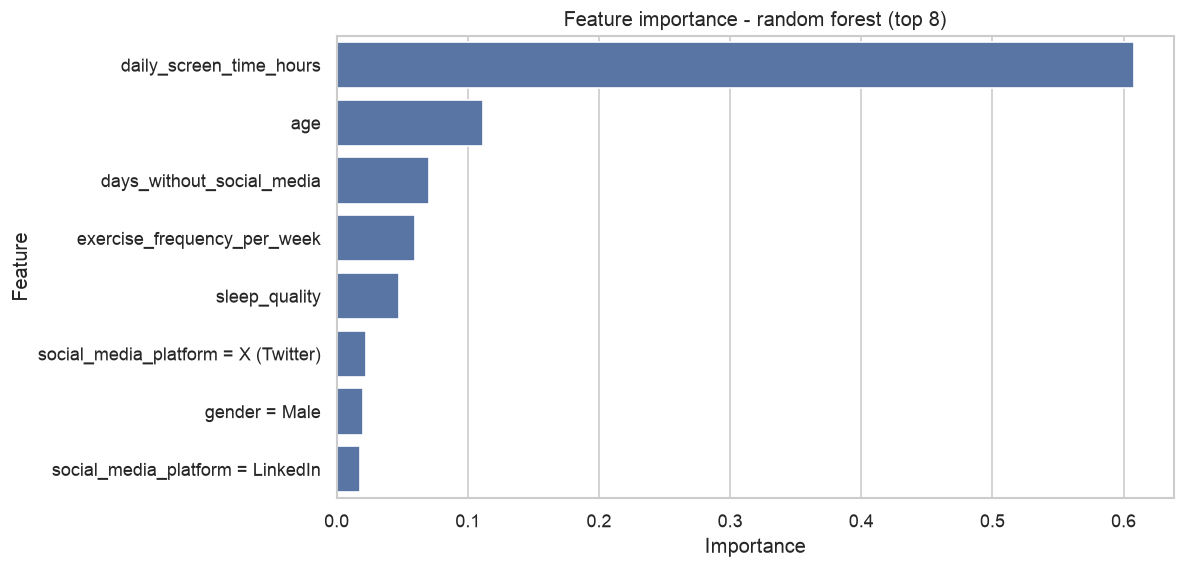 Feature importance - random forest (top 8)
Feature
daily_screen_time_hours
age
days_without_social_media
exercise_frequency_per_week
sleep_quality
social_media_platform = X (Twitter)
gender = Male
social_media_platform = LinkedIn
0.0 0.1 0.2 0.3 0.4 0.5 0.6
Importance